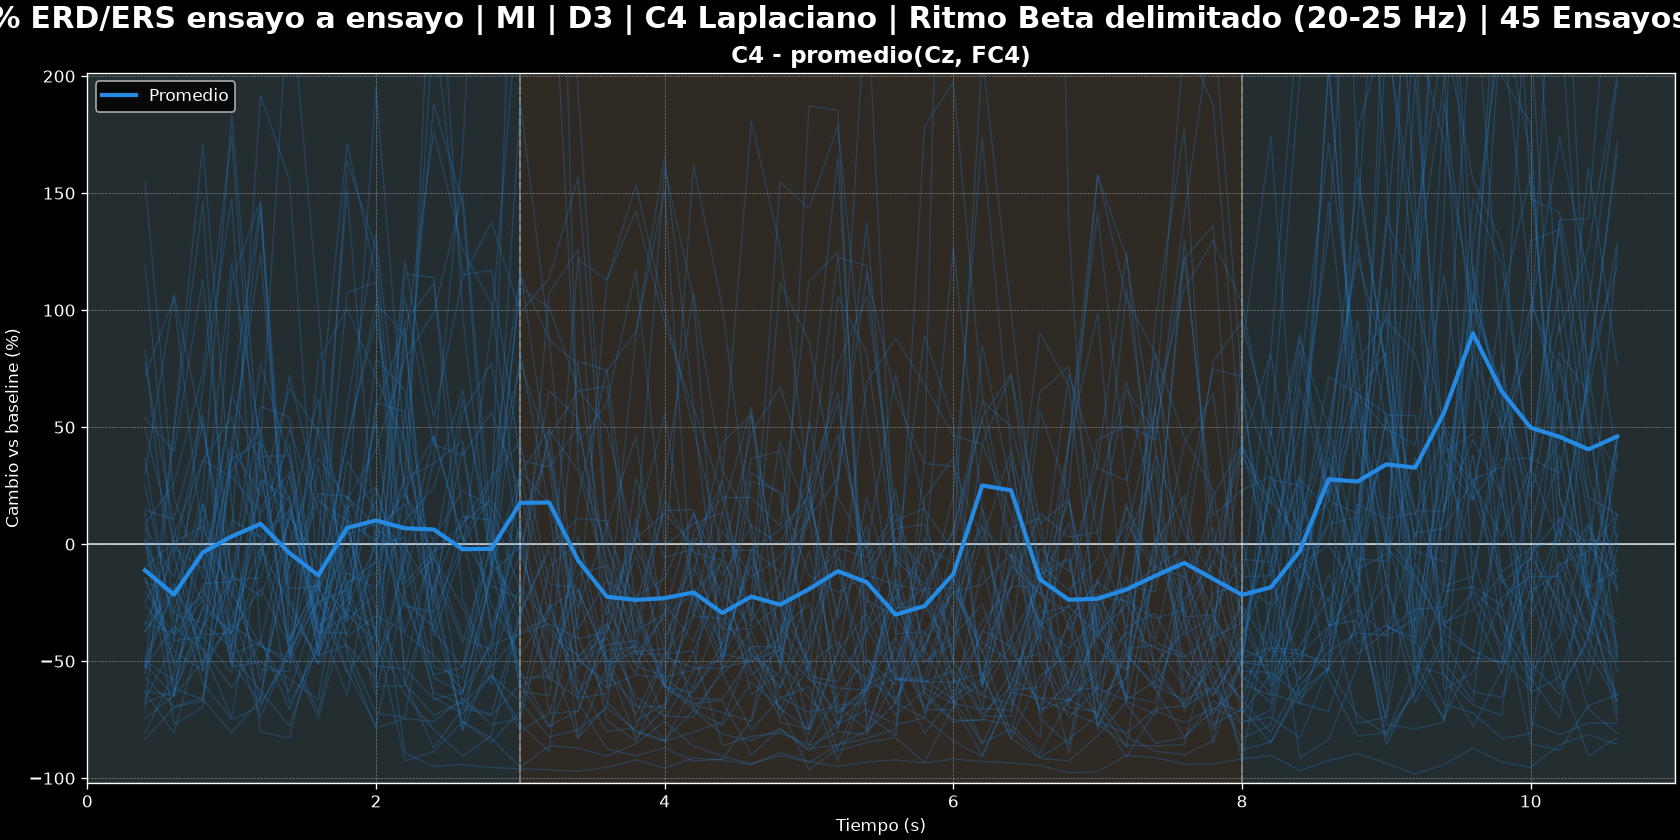 % ERD/ERS ensayo a ensayo | MI | D3 | C4 Laplaciano | Ritmo Beta delimitado (20-25 Hz) | 45 Ensayos
C4 - promedio(Cz, FC4)
Promedio
Cambio vs baseline (%)
200
150
100
50
0
−50
−100
0 2 4 6 8 10
Tiempo (s)